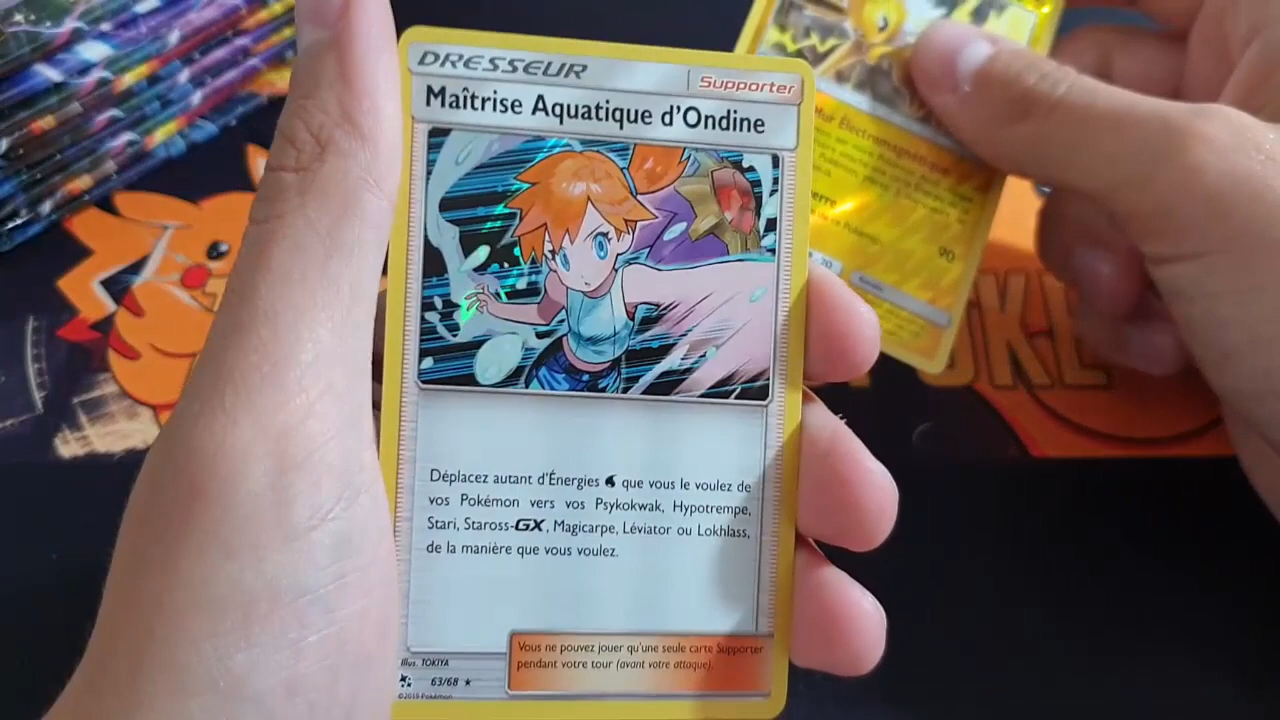 DRESSEUR
Supporter
Maîtrise Aquatique d'Ondine
Déplacez autant d'Énergies que vous le voulez de
vos Pokémon vers vos Psykokwak, Hypotrempe,
Stari, Staross-GX, Magicarpe, Léviator ou Lokhlass,
de la manière que vous voulez.
Vous ne pouvez jouer qu'une seule carte Supporter
pendant votre tour (avant votre attaque).
Illus. TOKIYA
63/68
©2019 Pokémon
Mur Électromagnétique
90